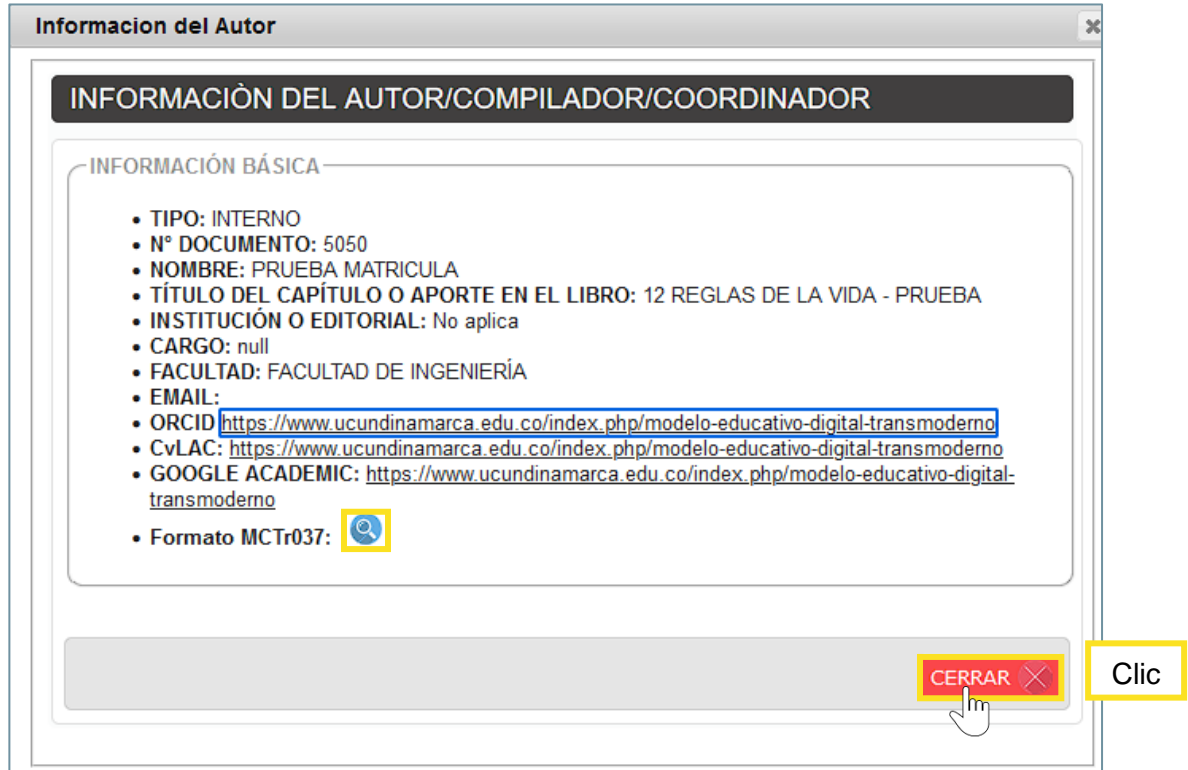 Informacion del Autor
INFORMACIÒN DEL AUTOR/COMPILADOR/COORDINADOR
INFORMACIÓN BÁSICA
• TIPO: INTERNO
• N° DOCUMENTO: 5050
• NOMBRE: PRUEBA MATRICULA
• TÍTULO DEL CAPÍTULO O APORTE EN EL LIBRO: 12 REGLAS DE LA VIDA - PRUEBA
• INSTITUCIÓN O EDITORIAL: No aplica
• CARGO: null
• FACULTAD: FACULTAD DE INGENIERÍA
• EMAIL:
• ORCID https://www.ucundinamarca.edu.co/index.php/modelo-educativo-digital-transmoderno
• CvLAC: https://www.ucundinamarca.edu.co/index.php/modelo-educativo-digital-transmoderno
• GOOGLE ACADEMIC: https://www.ucundinamarca.edu.co/index.php/modelo-educativo-digital-
transmoderno
• Formato MCTr037:
CERRAR
Clic